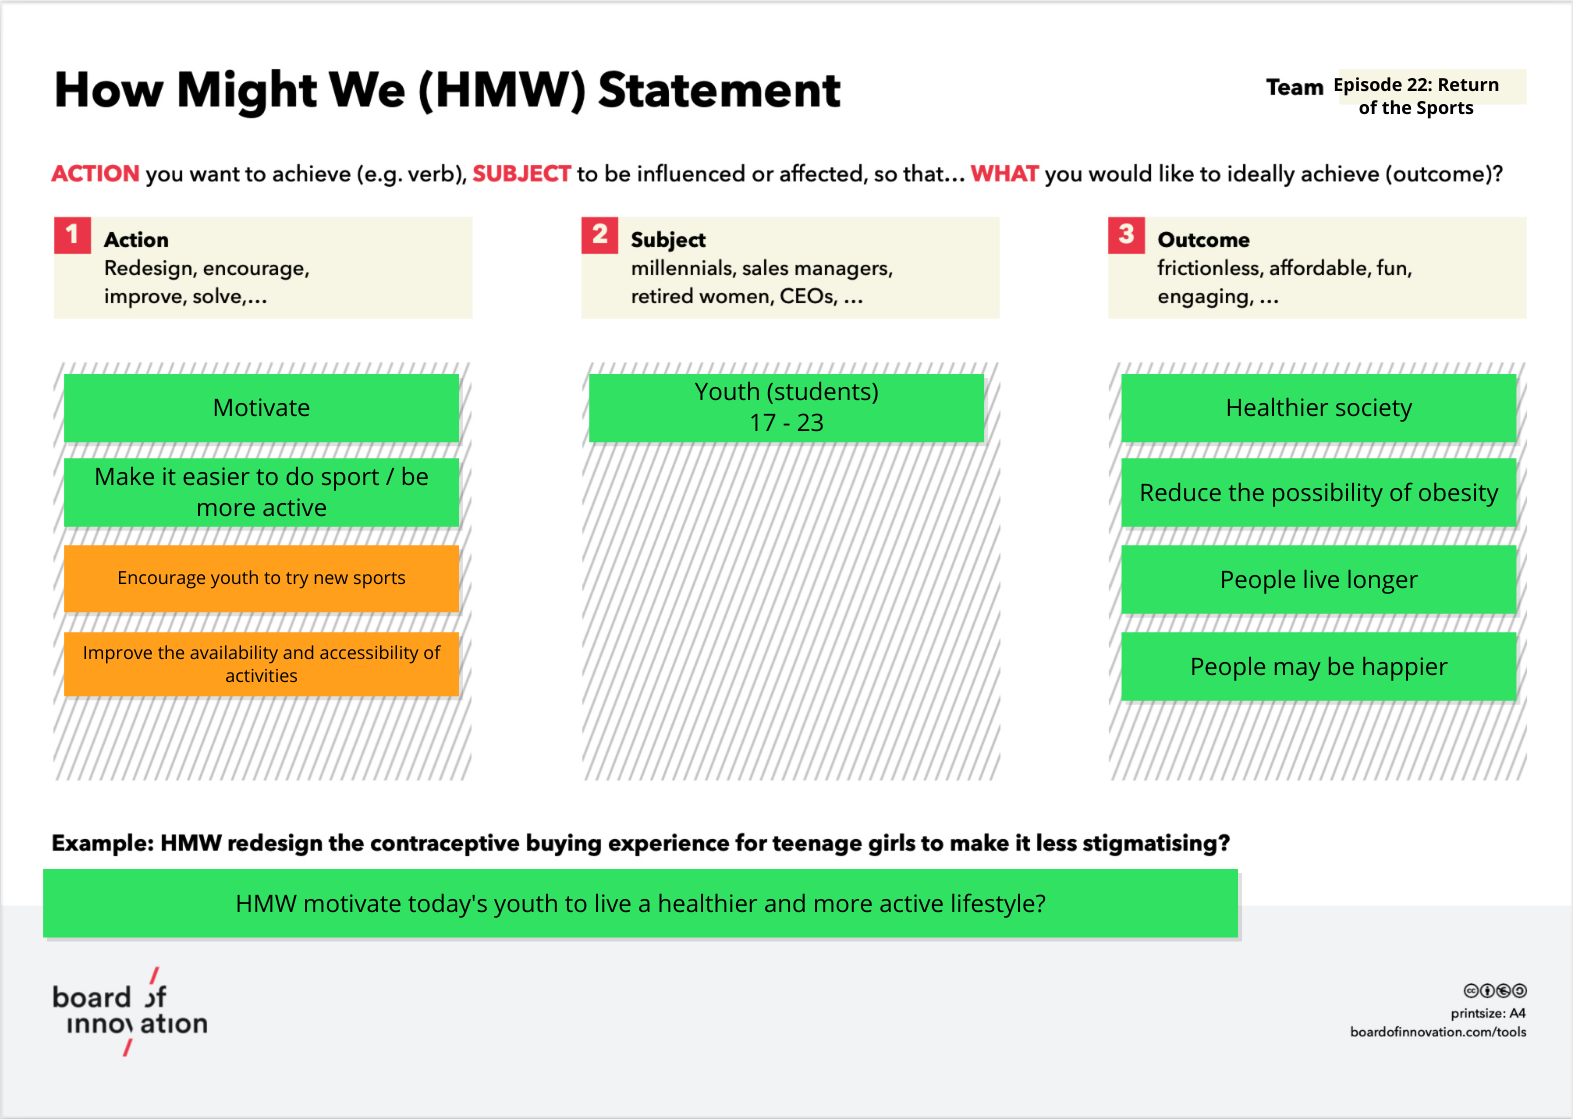 How Might We (HMW) Statement
Team Episode 22: Return
of the Sports
ACTION you want to achieve (e.g. verb), SUBJECT to be influenced or affected, so that... WHAT you would like to ideally achieve (outcome)?
1 Action
Redesign, encourage,
improve, solve,...
2 Subject
millennials, sales managers,
retired women, CEOs, ...
3 Outcome
frictionless, affordable, fun,
engaging, ...
Motivate
Make it easier to do sport / be
more active
Encourage youth to try new sports
Improve the availability and accessibility of
activities
Youth (students)
17 - 23
Healthier society
Reduce the possibility of obesity
People live longer
People may be happier
Example: HMW redesign the contraceptive buying experience for teenage girls to make it less stigmatising?
HMW motivate today's youth to live a healthier and more active lifestyle?
board of
innovation
printsize: A4
boardofinnovation.com/tools